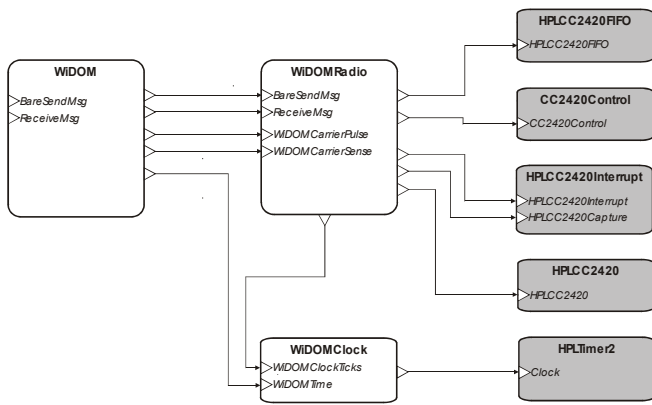 WiDOM
BareSendMsg
ReceiveMsg
WiDOMRadio
BareSendMsg
ReceiveMsg
WiDOMCarrierPulse
WiDOMCarrierSense
HPLCC2420FIFO
HPLCC2420FIFO
CC2420Control
CC2420Control
HPLCC2420Interrupt
HPLCC2420Interrupt
HPLCC2420Capture
HPLCC2420
HPLCC2420
WiDOMClock
WiDOMClockTicks
WiDOMTime
HPLTimer2
Clock